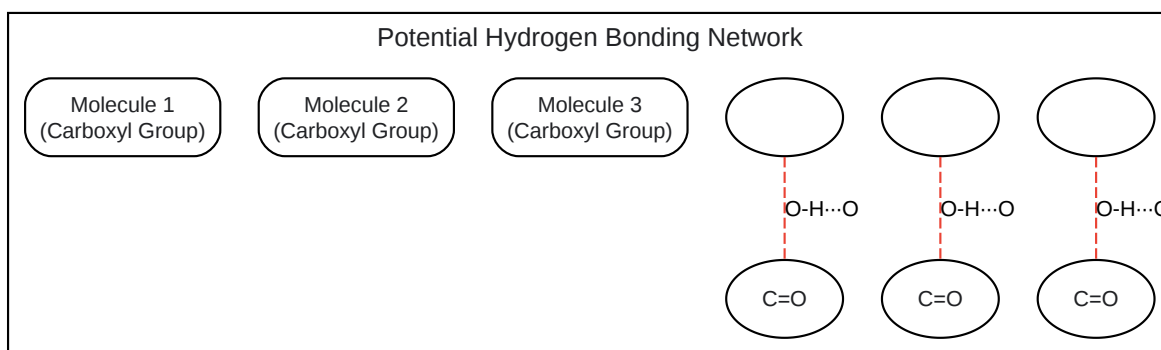 Potential Hydrogen Bonding Network
Molecule 1
(Carboxyl Group)
Molecule 2
(Carboxyl Group)
Molecule 3
(Carboxyl Group)
O-H···O
O-H···O
O-H···O
C=O
C=O
C=O